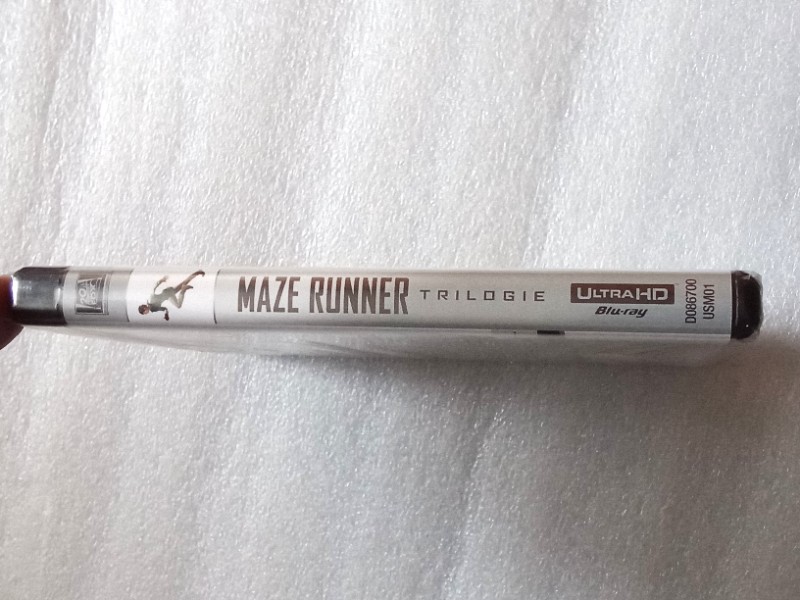 MAZE RUNNER TRILOGIE
ULTRA HD
Blu-ray
D086700
USM01